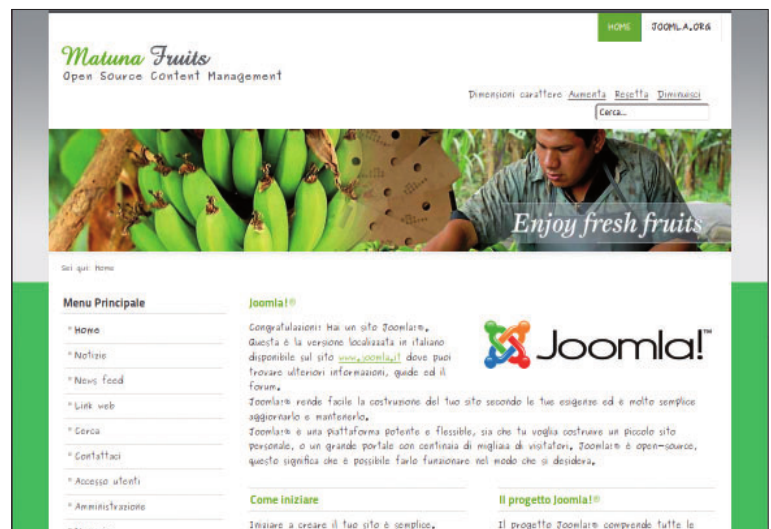 HOME JOOMLA.ORG
Matuna Fruits
Open Source Content Management
Dimensioni carattere Aumenta Resetta Diminuisci
Cerca...
Enjoy fresh fruits
Sei qui: Home
Menu Principale
Home
Notizie
News feed
Link web
Cerca
Contattaci
Accesso utenti
Amministrazione
Joomla!®
Congratulazioni! Hai un sito Joomla!®.
Questa è la versione localizzata in italiano
disponibile sul sito www.joomla.it dove puoi
trovare ulteriori informazioni, guide ed il
forum.
Joomla!™
Joomla!® rende facile la costruzione del tuo sito secondo le tue esigenze ed è molto semplice
aggiornarlo e mantenerlo.
Joomla!® è una piattaforma potente e flessibile, sia che tu voglia costruire un piccolo sito
personale, o un grande portale con centinaia di migliaia di visitatori. Joomla!® è open-source,
questo significa che è possibile farlo funzionare nel modo che si desidera.
Come iniziare
Iniziare a creare il tuo sito è semplice.
Il progetto Joomla!®
Il progetto Joomla!® comprende tutte le